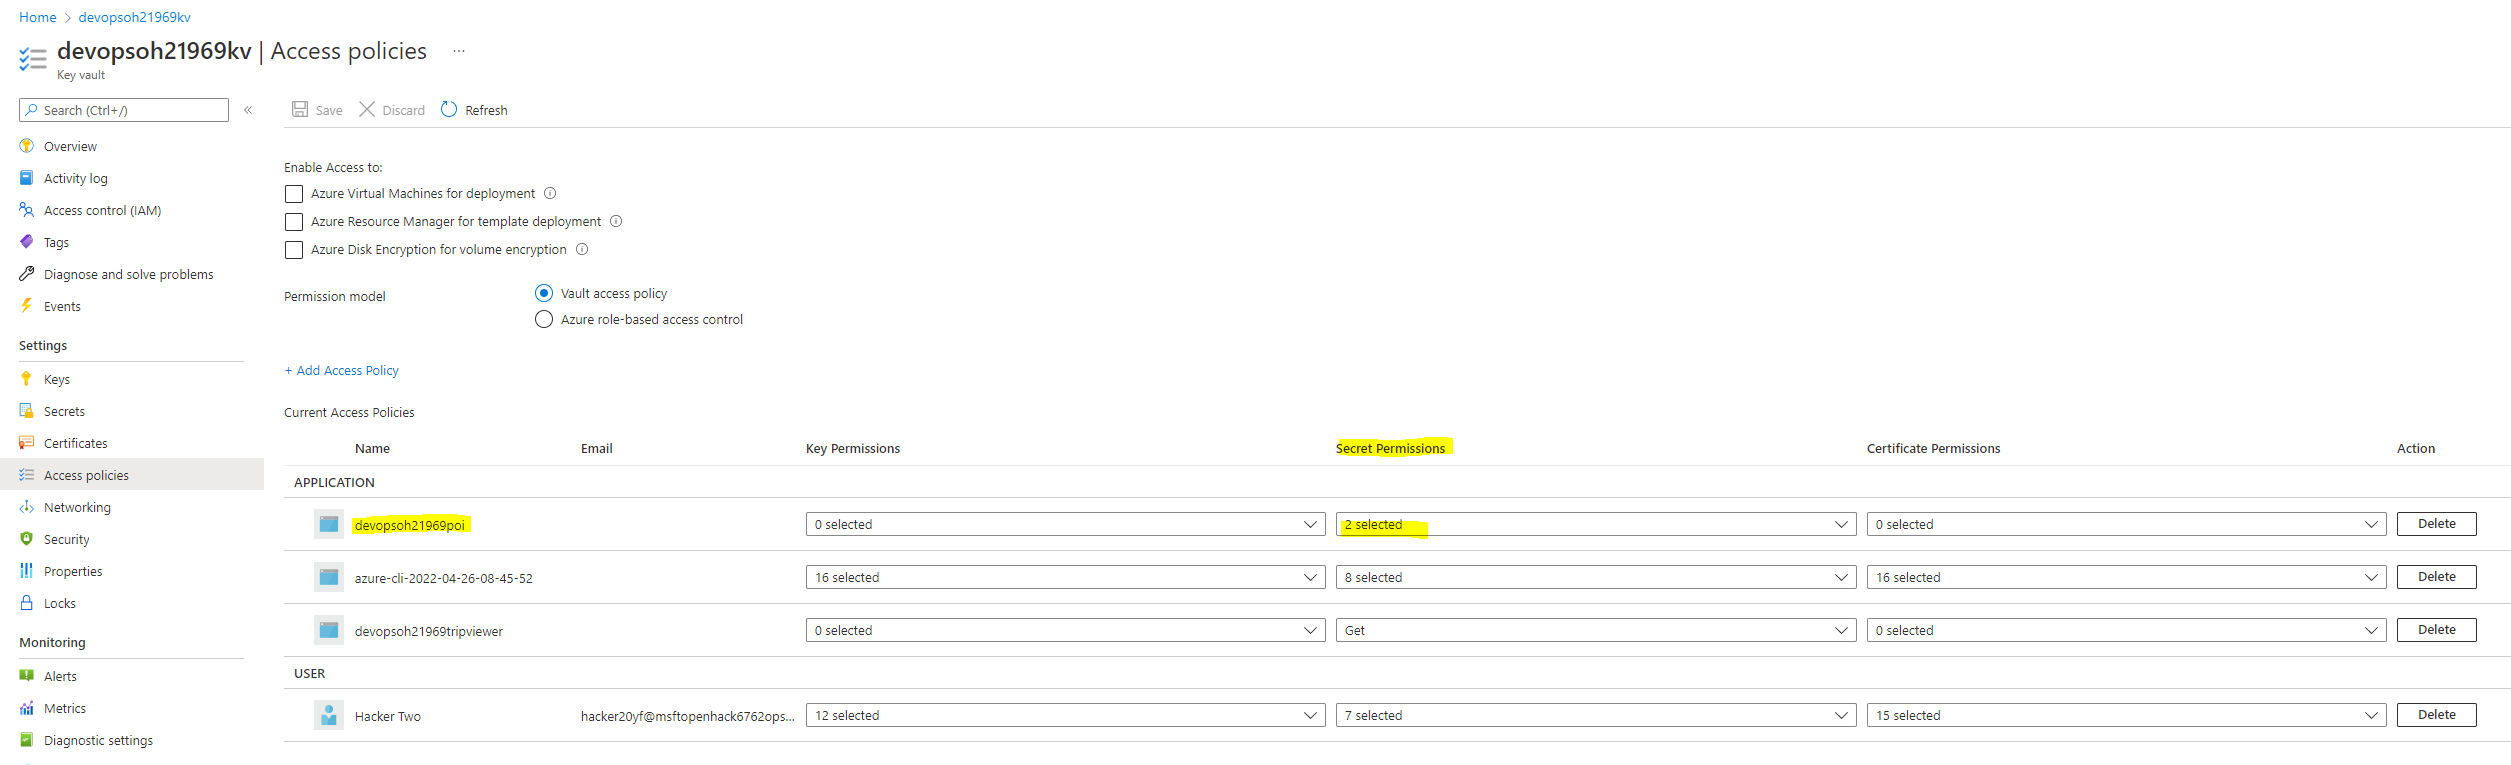 Home > devopsoh21969kv
devopsoh21969kv | Access policies ...
Key vault
Search (Ctrl+/) «
Save Discard Refresh
Overview
Activity log
Access control (IAM)
Tags
Diagnose and solve problems
Events
Settings
Keys
Secrets
Certificates
Access policies
Networking
Security
Properties
Locks
Monitoring
Alerts
Metrics
Diagnostic settings
Enable Access to:
Azure Virtual Machines for deployment
Azure Resource Manager for template deployment
Azure Disk Encryption for volume encryption
Permission model
Vault access policy
Azure role-based access control
+ Add Access Policy
Current Access Policies
Name Email Key Permissions Secret Permissions Certificate Permissions Action
APPLICATION
devopsoh21969poi 0 selected 2 selected 0 selected Delete
azure-cli-2022-04-26-08-45-52 16 selected 8 selected 16 selected Delete
devopsoh21969tripviewer 0 selected Get 0 selected Delete
USER
Hacker Two hacker20yf@msftopenhack6762ops... 12 selected 7 selected 15 selected Delete